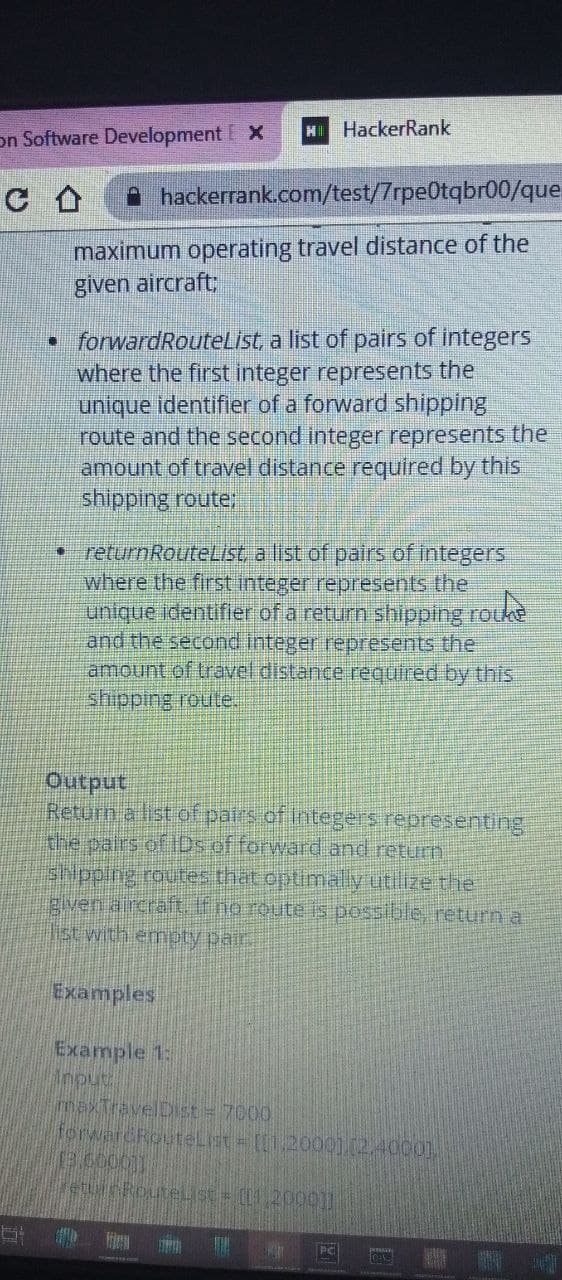 on Software Development E X
HackerRank
hackerrank.com/test/7rpe0tqbr00/que
maximum operating travel distance of the
given aircraft;
• forwardRouteList, a list of pairs of integers
where the first integer represents the
unique identifier of a forward shipping
route and the second integer represents the
amount of travel distance required by this
shipping route;
• returnRouteList, a list of pairs of integers
where the first integer represents the
unique identifier of a return shipping route
and the second integer represents the
amount of travel distance required by this
shipping route.
Output
Return a list of pairs of integers representing
the pairs of IDs of forward and return
shipping routes that optimally utilize the
given aircraft. If no route is possible, return a
list with empty pair.
Examples
Example 1:
Input:
maxTravelDist = 7000
forwardRouteList = [[1,2000],[2,4000],
[3,6000]]
returnRouteList = [[1,2000]]
PC